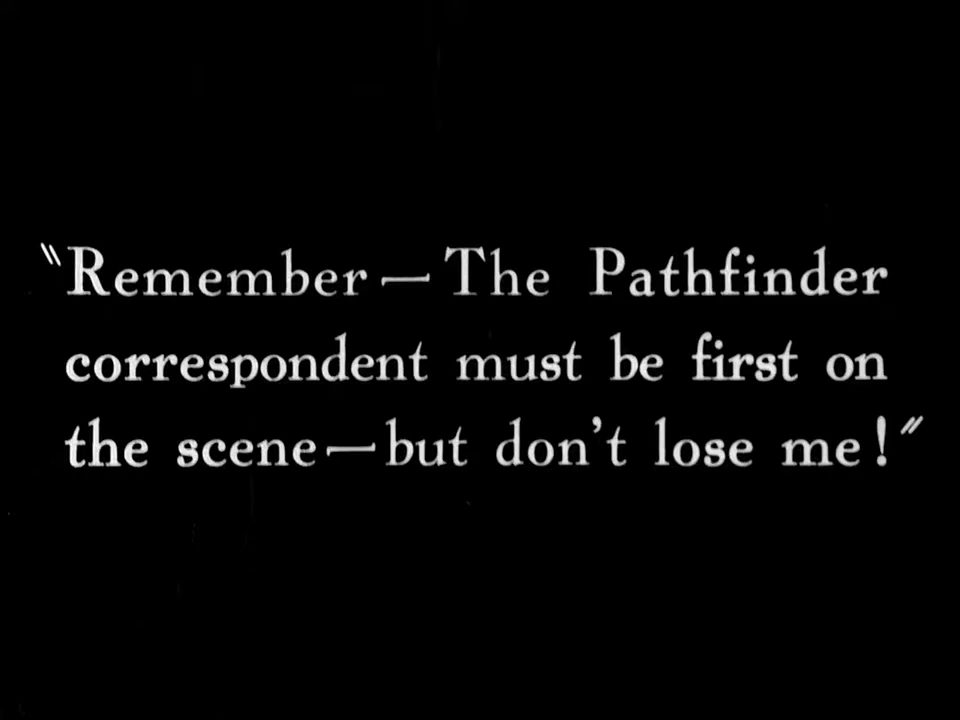 "Remember—The Pathfinder
correspondent must be first on
the scene—but don't lose me!"